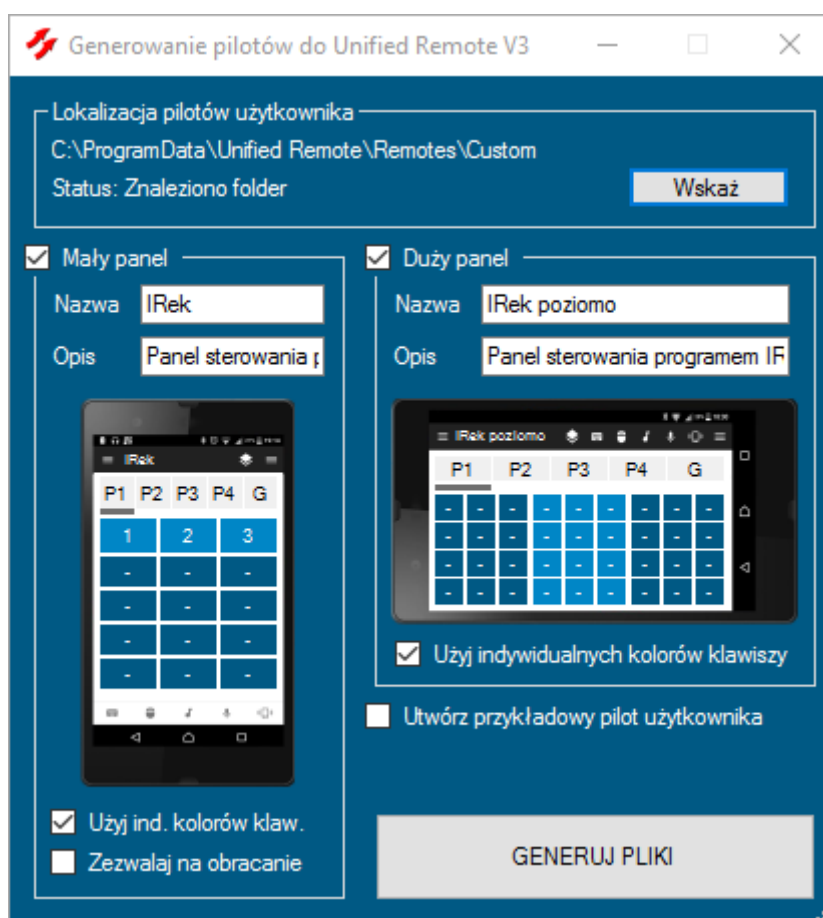 Generowanie pilotów do Unified Remote V3
Lokalizacja pilotów użytkownika
C:\ProgramData\Unified Remote\Remotes\Custom
Status: Znaleziono folder
Wskaż
Mały panel
Nazwa IRek
Opis Panel sterowania p
IRek
P1 P2 P3 P4 G
1 2 3
- - -
- - -
- - -
- - -
Użyj ind. kolorów klaw.
Zezwalaj na obracanie
Duży panel
Nazwa IRek poziomo
Opis Panel sterowania programem IR
IRek poziomo
P1 P2 P3 P4 G
- - - - - - - - -
- - - - - - - - -
- - - - - - - - -
- - - - - - - - -
Użyj indywidualnych kolorów klawiszy
Utwórz przykładowy pilot użytkownika
GENERUJ PLIKI